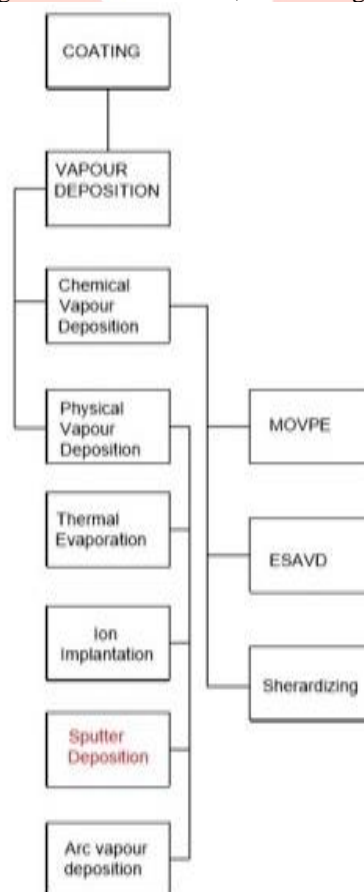 COATING
VAPOUR
DEPOSITION
Chemical
Vapour
Deposition
Physical
Vapour
Deposition
MOVPE
Thermal
Evaporation
ESAVD
Ion
Implantation
Sherardizing
Sputter
Deposition
Arc vapour
deposition